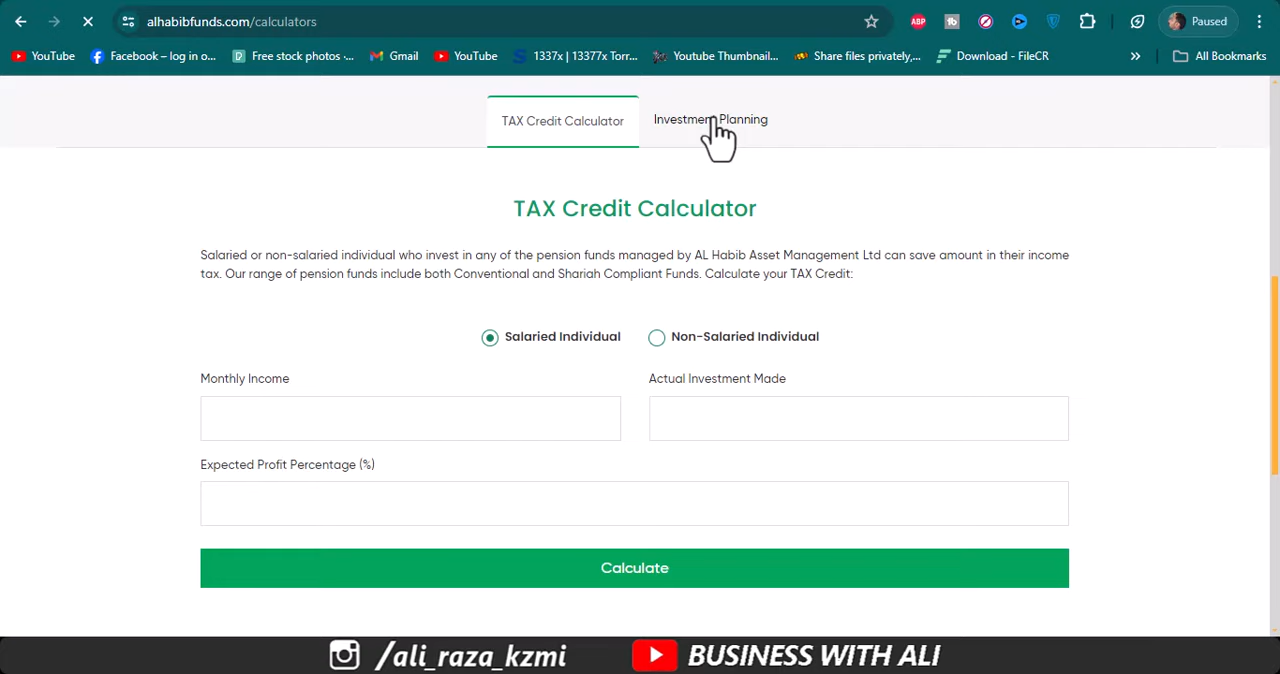 alhabibfunds.com/calculators
ABP
Paused
YouTube
Facebook – log in o...
Free stock photos -...
Gmail
YouTube
1337x | 13377x Torr...
Youtube Thumbnail...
Share files privately,...
Download - FileCR
»
All Bookmarks
TAX Credit Calculator
Investment Planning
TAX Credit Calculator
Salaried or non-salaried individual who invest in any of the pension funds managed by AL Habib Asset Management Ltd can save amount in their income
tax. Our range of pension funds include both Conventional and Shariah Compliant Funds. Calculate your TAX Credit:
Salaried Individual
Non-Salaried Individual
Monthly Income
Actual Investment Made
Expected Profit Percentage (%)
Calculate
/ali_raza_kzmi
BUSINESS WITH ALI